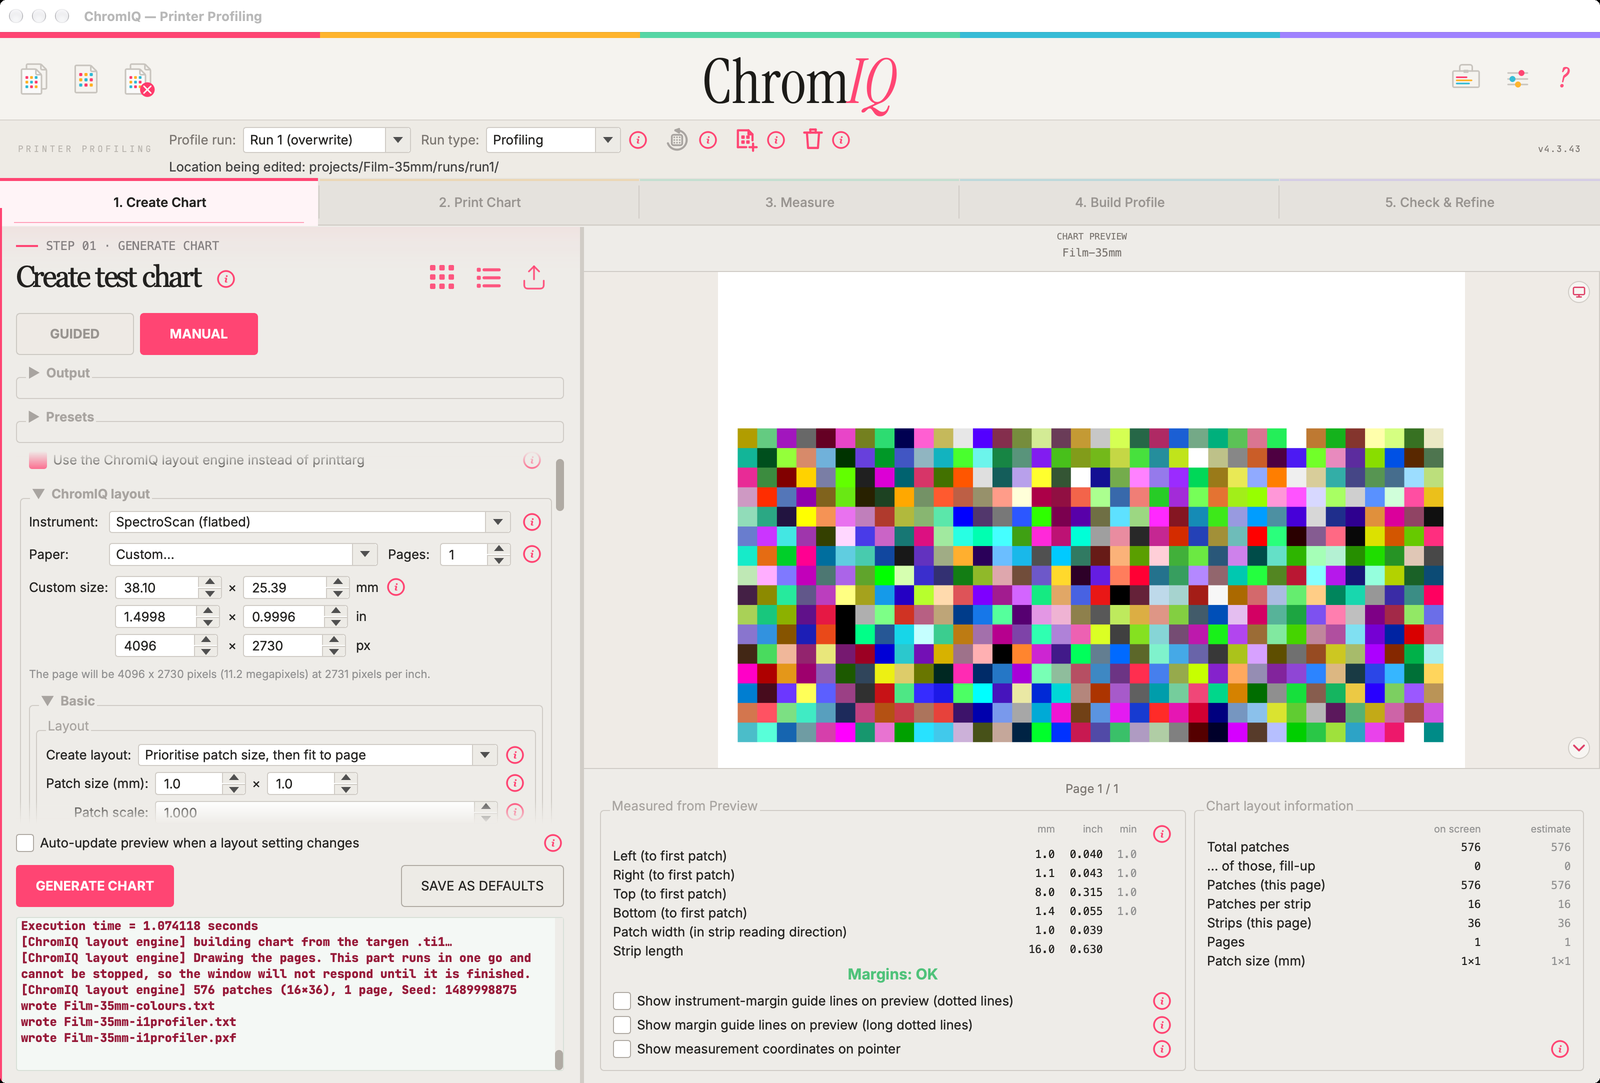 ChromIQ — Printer Profiling
ChromIQ
PRINTER PROFILING
Profile run: Run 1 (overwrite) Run type: Profiling
Location being edited: projects/Film-35mm/runs/run1/
v4.3.43
1. Create Chart
2. Print Chart
3. Measure
4. Build Profile
5. Check & Refine
STEP 01 · GENERATE CHART
Create test chart
GUIDED
MANUAL
Output
Presets
Use the ChromIQ layout engine instead of printtarg
ChromIQ layout
Instrument: SpectroScan (flatbed)
Paper: Custom... Pages: 1
Custom size: 38.10 × 25.39 mm
1.4998 × 0.9996 in
4096 × 2730 px
The page will be 4096 x 2730 pixels (11.2 megapixels) at 2731 pixels per inch.
Basic
Layout
Create layout: Prioritise patch size, then fit to page
Patch size (mm): 1.0 × 1.0
Patch scale: 1.000
Auto-update preview when a layout setting changes
GENERATE CHART
SAVE AS DEFAULTS
Execution time = 1.074118 seconds
[ChromIQ layout engine] building chart from the targen .ti1…
[ChromIQ layout engine] Drawing the pages. This part runs in one go and
cannot be stopped, so the window will not respond until it is finished.
[ChromIQ layout engine] 576 patches (16×36), 1 page, Seed: 1489998875
wrote Film-35mm-colours.txt
wrote Film-35mm-i1profiler.txt
wrote Film-35mm-i1profiler.pxf
CHART PREVIEW
Film-35mm
Page 1 / 1
Measured from Preview
mm inch min
Left (to first patch) 1.0 0.040 1.0
Right (to first patch) 1.1 0.043 1.0
Top (to first patch) 8.0 0.315 1.0
Bottom (to first patch) 1.4 0.055 1.0
Patch width (in strip reading direction) 1.0 0.039
Strip length 16.0 0.630
Margins: OK
Show instrument-margin guide lines on preview (dotted lines)
Show margin guide lines on preview (long dotted lines)
Show measurement coordinates on pointer
Chart layout information
on screen estimate
Total patches 576 576
... of those, fill-up 0 0
Patches (this page) 576 576
Patches per strip 16 16
Strips (this page) 36 36
Pages 1 1
Patch size (mm) 1×1 1×1